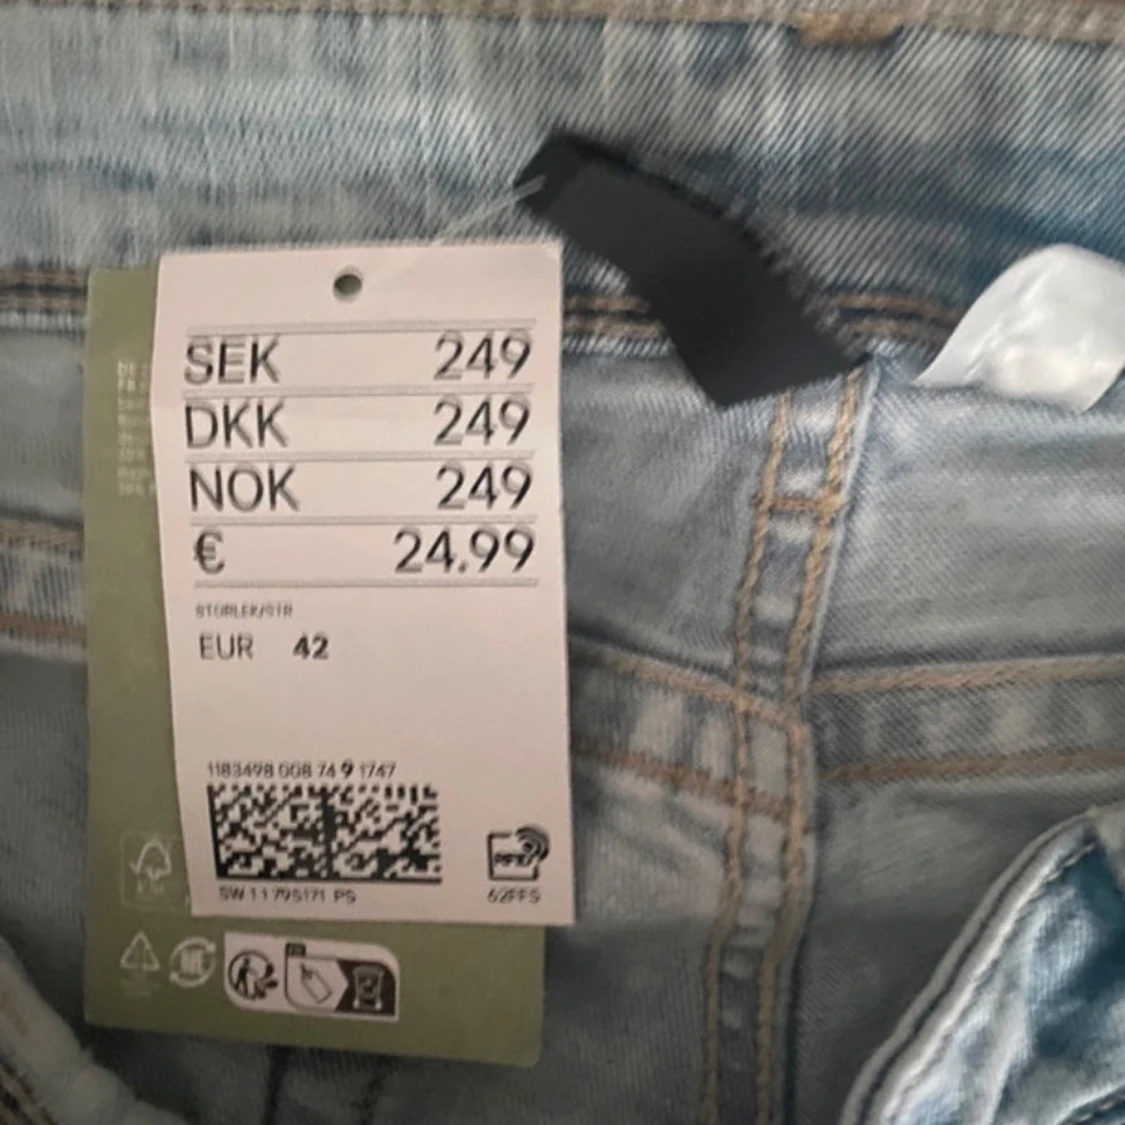 SEK 249
DKK 249
NOK 249
€ 24.99
STORLEK/STR
EUR 42
1183498 008 74 9 1747
SW 11795171 PS
RFID
62FFS